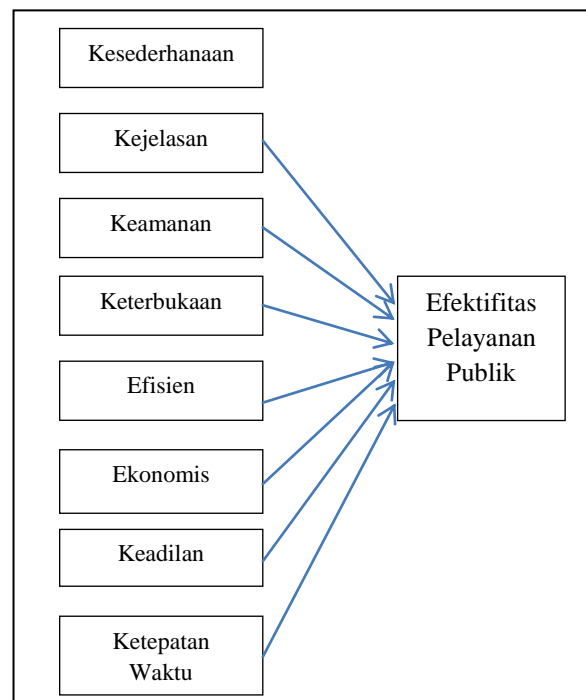 Kesederhanaan
Kejelasan
Keamanan
Keterbukaan
Efisien
Ekonomis
Keadilan
Ketepatan
Waktu
Efektifitas
Pelayanan
Publik